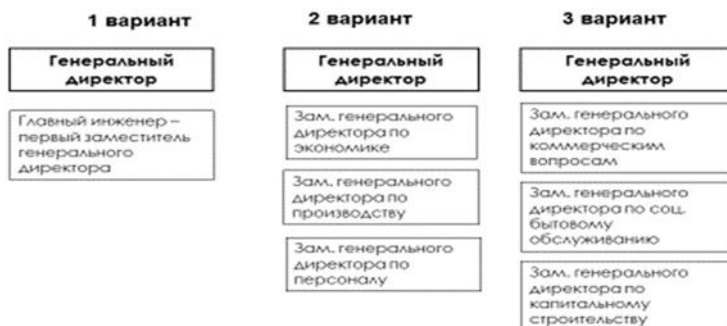 1 вариант
Генеральный
директор
Главный инженер –
первый заместитель
генерального
директора
2 вариант
Генеральный
директор
Зам. генерального
директора по
экономике
Зам. генерального
директора по
производству
Зам. генерального
директора по
персоналу
3 вариант
Генеральный
директор
Зам. генерального
директора по
коммерческим
вопросам
Зам. генерального
директора по соц.
бытовому
обслуживанию
Зам. генерального
директора по
капитальному
строительству